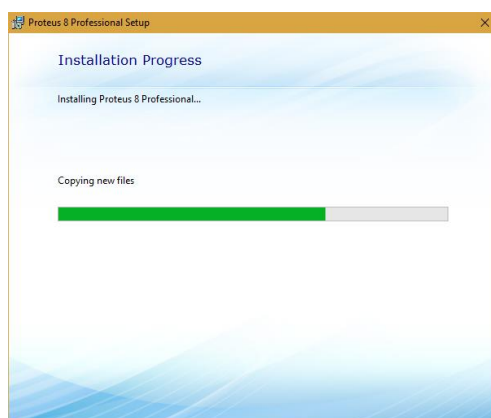 Proteus 8 Professional Setup
Installation Progress
Installing Proteus 8 Professional...
Copying new files